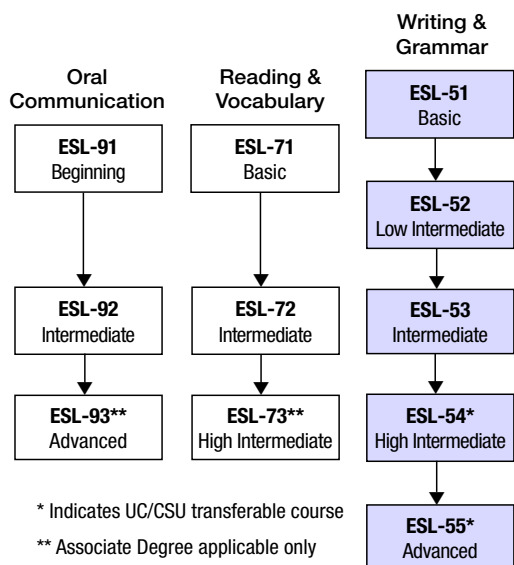 Oral
Communication
ESL-91
Beginning
ESL-92
Intermediate
ESL-93**
Advanced
Reading &
Vocabulary
ESL-71
Basic
ESL-72
Intermediate
ESL-73**
High Intermediate
Writing &
Grammar
ESL-51
Basic
ESL-52
Low Intermediate
ESL-53
Intermediate
ESL-54*
High Intermediate
ESL-55*
Advanced
* Indicates UC/CSU transferable course
** Associate Degree applicable only